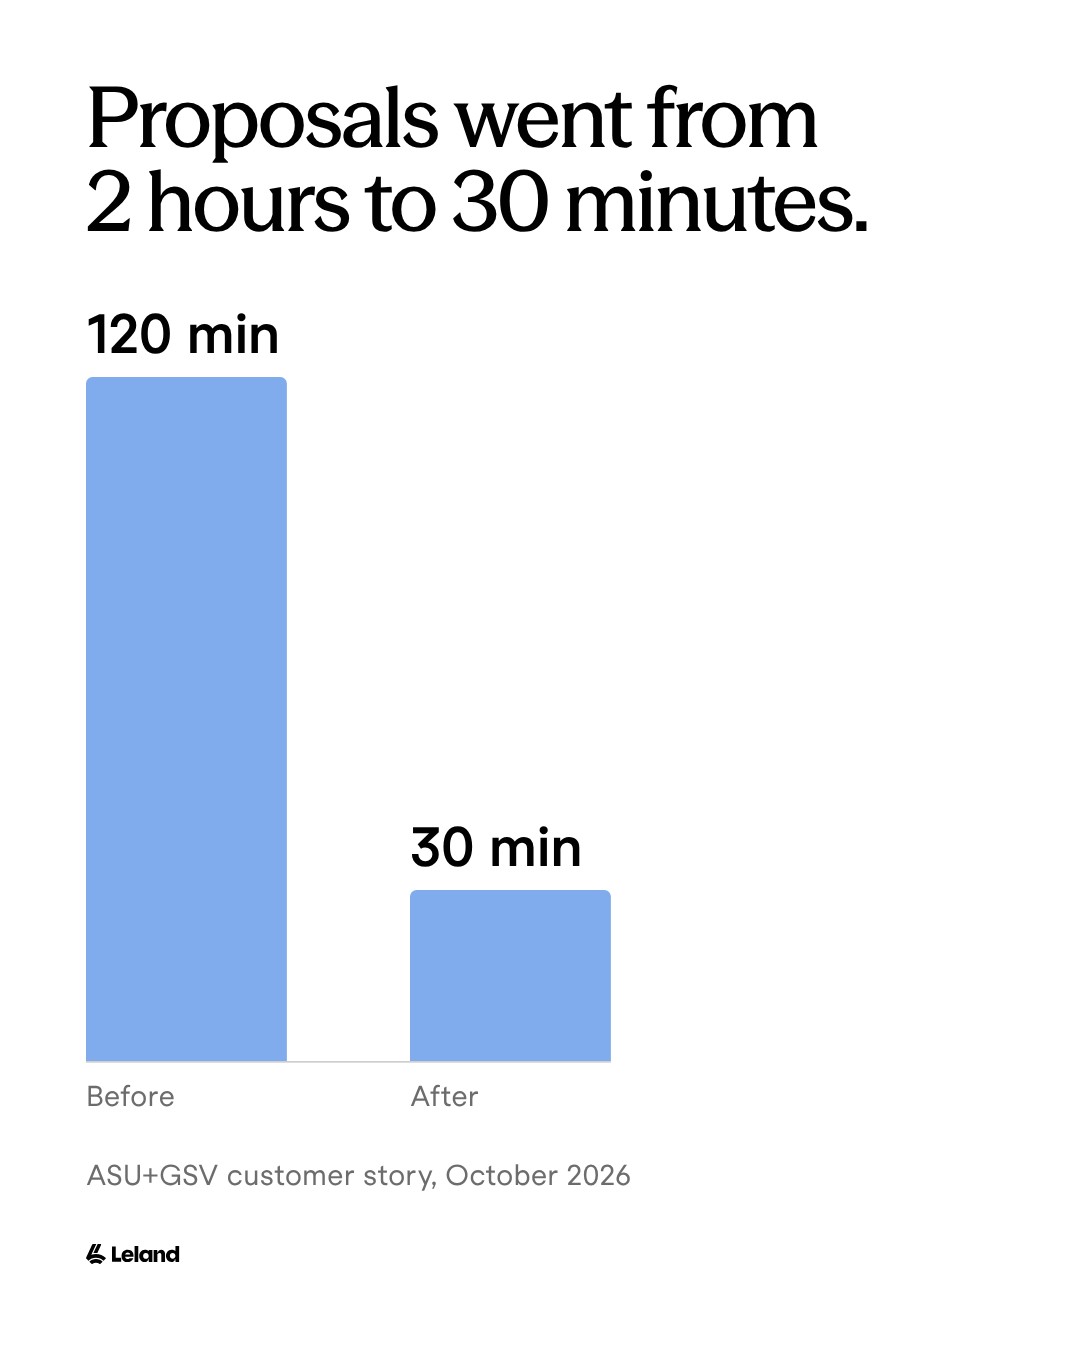 Proposals went from
2 hours to 30 minutes.
120 min
30 min
Before
After
ASU+GSV customer story, October 2026
Leland